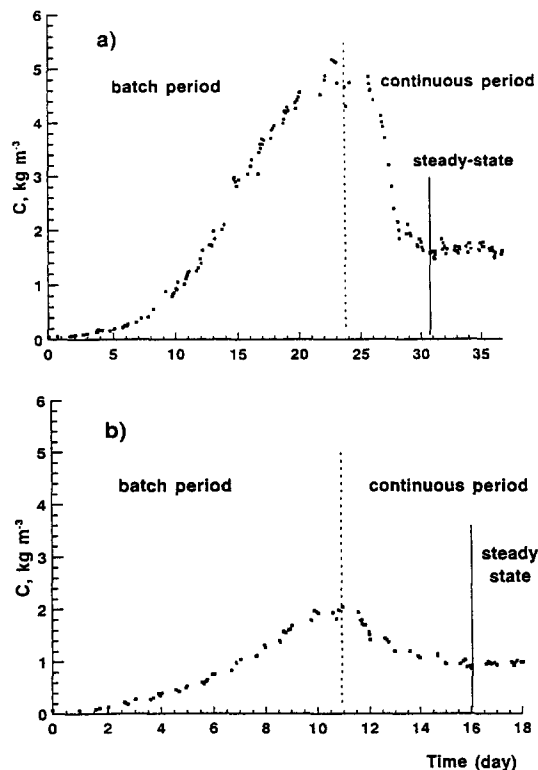 a)
batch period
continuous period
steady-state
C, kg m⁻³
6
5
4
3
2
1
0
0 5 10 15 20 25 30 35
b)
batch period
continuous period
steady
state
C, kg m⁻³
6
5
4
3
2
1
0
0 2 4 6 8 10 12 14 16 18
Time (day)